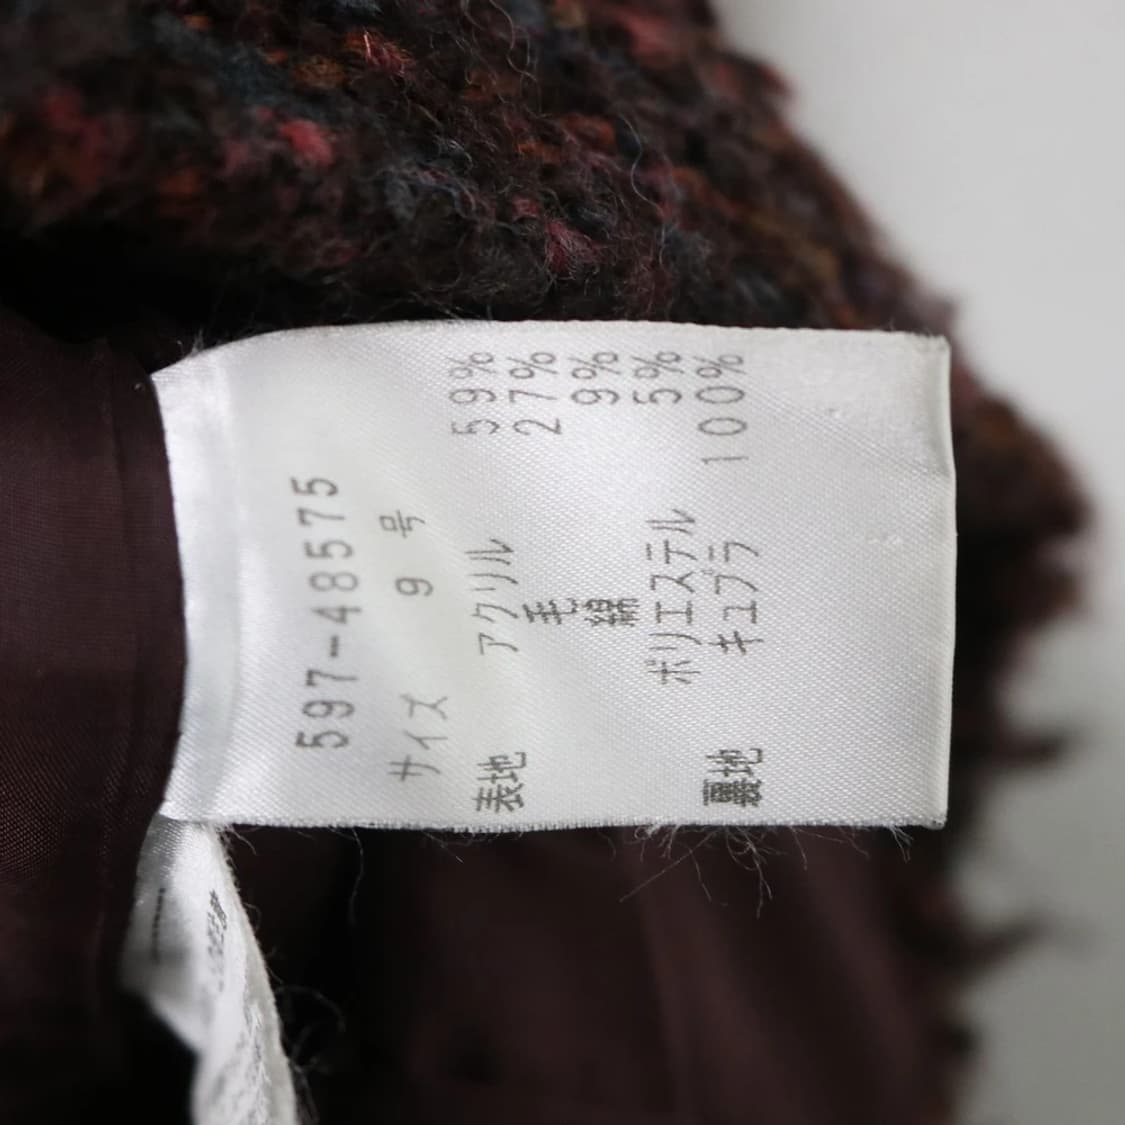 597-48575
サイズ 9 号
表地 アクリル 59%
毛 27%
綿 9%
ポリエステル 5%
裏地 キュプラ 100%